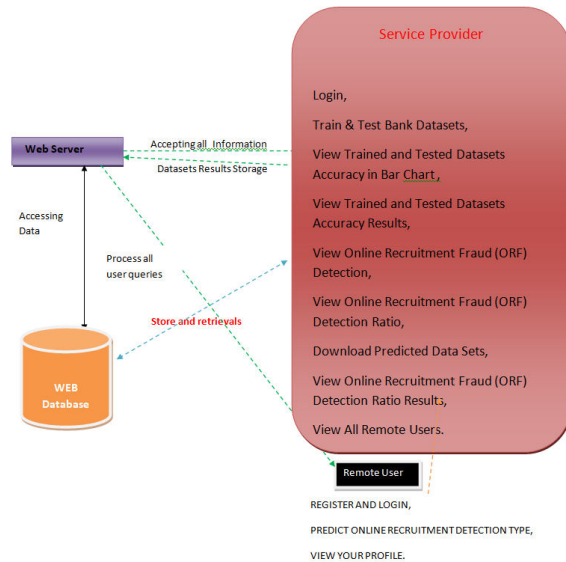 Service Provider
Login,
Train & Test Bank Datasets,
View Trained and Tested Datasets
Accuracy in Bar Chart,
View Trained and Tested Datasets
Accuracy Results,
View Online Recruitment Fraud (ORF)
Detection,
View Online Recruitment Fraud (ORF)
Detection Ratio,
Download Predicted Data Sets,
View Online Recruitment Fraud (ORF)
Detection Ratio Results,
View All Remote Users.
Web Server
Accepting all Information
Datasets Results Storage
Accessing
Data
Process all
user queries
Store and retrievals
WEB
Database
Remote User
REGISTER AND LOGIN,
PREDICT ONLINE RECRUITMENT DETECTION TYPE,
VIEW YOUR PROFILE.